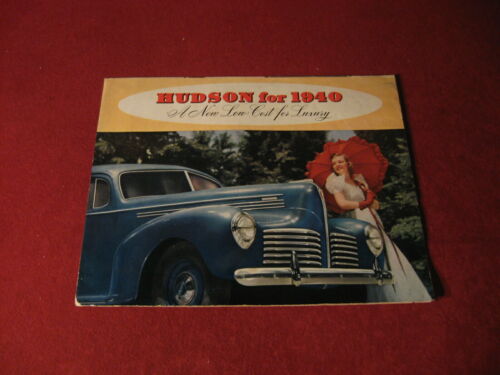 HUDSON for 1940
A New Low Cost for Luxury